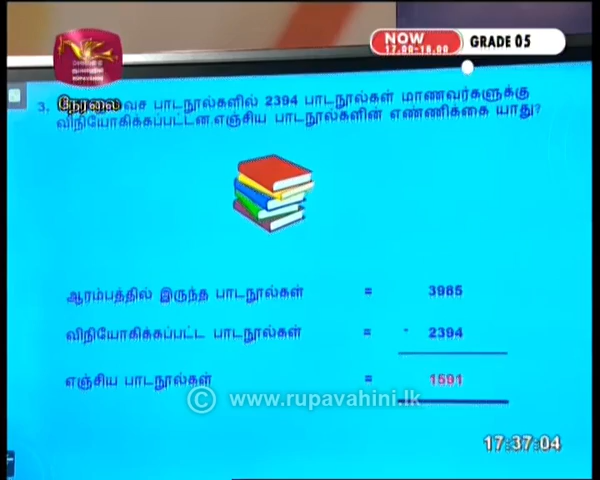 NOW
17.00-18.00
GRADE 05
நேரலை
3. வச பாடநூல்களில் 2394 பாடநூல்கள் மாணவர்களுக்கு
விநியோகிக்கப்பட்டன.எஞ்சிய பாடநூல்களின் எண்ணிக்கை யாது?
ஆரம்பத்தில் இருந்த பாடநூல்கள் = 3985
விநியோகிக்கப்பட்ட பாடநூல்கள் = - 2394
எஞ்சிய பாடநூல்கள் = 1591
© www.rupavahini.lk
17:37:04